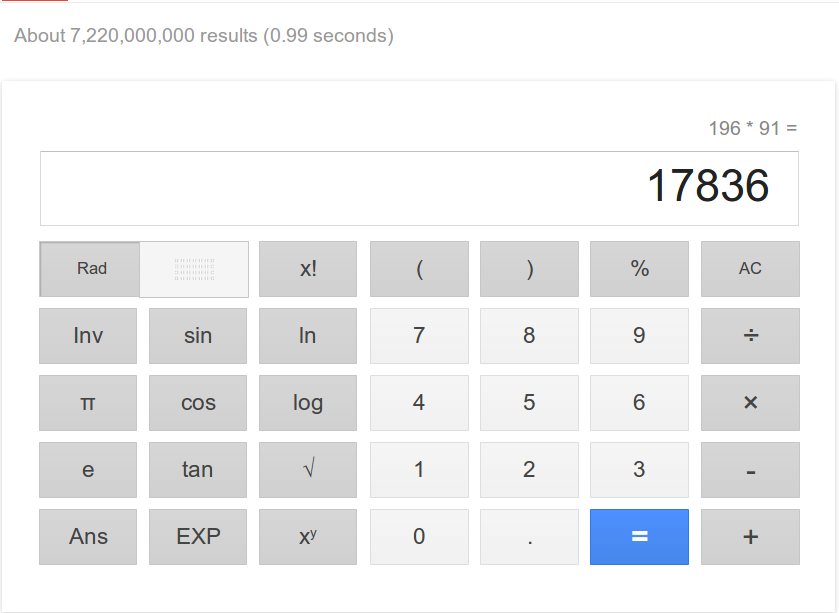 About 7,220,000,000 results (0.99 seconds)
196 * 91 =
17836
Rad x! ( ) % AC
Inv sin ln 7 8 9 ÷
π cos log 4 5 6 ×
e tan √ 1 2 3 -
Ans EXP xʸ 0 . = +